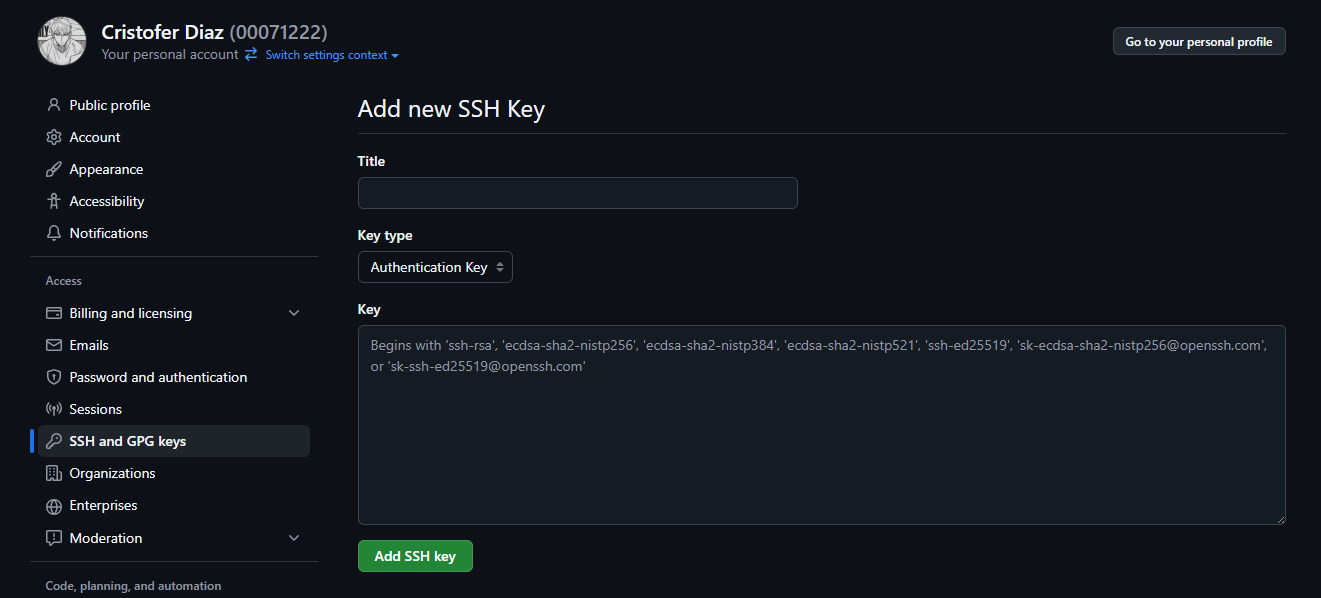 Cristofer Diaz (00071222)
Your personal account Switch settings context
Go to your personal profile
Public profile
Account
Appearance
Accessibility
Notifications
Access
Billing and licensing
Emails
Password and authentication
Sessions
SSH and GPG keys
Organizations
Enterprises
Moderation
Code, planning, and automation
Add new SSH Key
Title
Key type
Authentication Key
Key
Begins with 'ssh-rsa', 'ecdsa-sha2-nistp256', 'ecdsa-sha2-nistp384', 'ecdsa-sha2-nistp521', 'ssh-ed25519', 'sk-ecdsa-sha2-nistp256@openssh.com',
or 'sk-ssh-ed25519@openssh.com'
Add SSH key